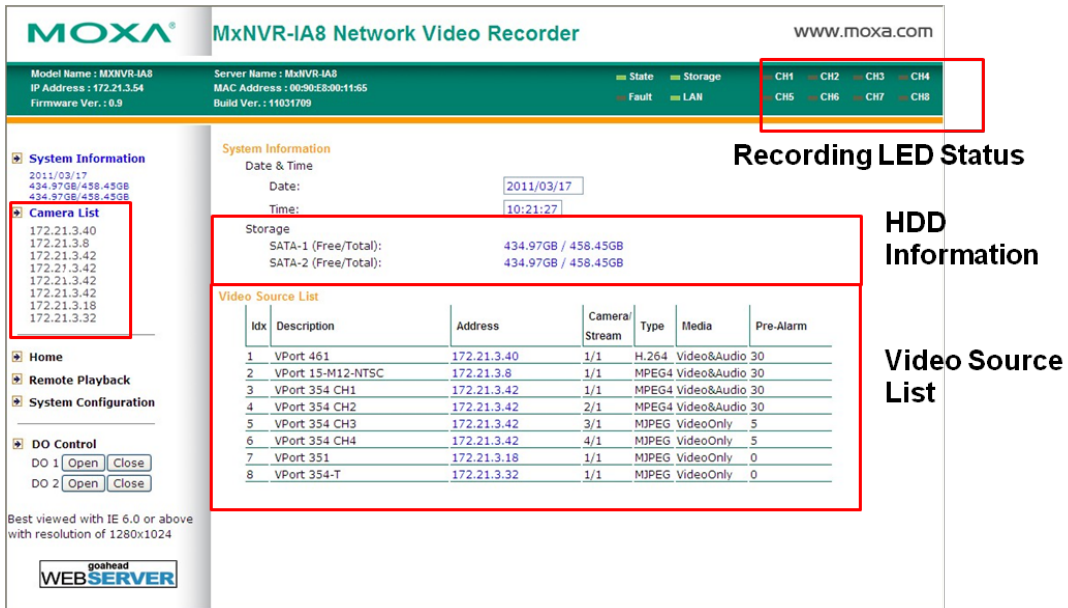 MOXA®
MxNVR-IA8 Network Video Recorder
www.moxa.com
Model Name : MXNVR-IA8
IP Address : 172.21.3.54
Firmware Ver. : 0.9
Server Name : MxNVR-IA8
MAC Address : 00:90:E8:00:11:65
Build Ver. : 11031709
State Storage
Fault LAN
CH1 CH2 CH3 CH4
CH5 CH6 CH7 CH8
Recording LED Status
System Information
2011/03/17
434.97GB/458.45GB
434.97GB/458.45GB
Camera List
172.21.3.40
172.21.3.8
172.21.3.42
172.21.3.42
172.21.3.42
172.21.3.42
172.21.3.18
172.21.3.32
Home
Remote Playback
System Configuration
DO Control
DO 1 Open Close
DO 2 Open Close
Best viewed with IE 6.0 or above
with resolution of 1280x1024
goahead
WEBSERVER
System Information
Date & Time
Date: 2011/03/17
Time: 10:21:27
Storage
SATA-1 (Free/Total): 434.97GB / 458.45GB
SATA-2 (Free/Total): 434.97GB / 458.45GB
HDD
Information
Video Source List
Idx Description Address Camera/ Stream Type Media Pre-Alarm
1 VPort 461 172.21.3.40 1/1 H.264 Video&Audio 30
2 VPort 15-M12-NTSC 172.21.3.8 1/1 MPEG4 Video&Audio 30
3 VPort 354 CH1 172.21.3.42 1/1 MPEG4 Video&Audio 30
4 VPort 354 CH2 172.21.3.42 2/1 MPEG4 Video&Audio 30
5 VPort 354 CH3 172.21.3.42 3/1 MJPEG VideoOnly 5
6 VPort 354 CH4 172.21.3.42 4/1 MJPEG VideoOnly 5
7 VPort 351 172.21.3.18 1/1 MJPEG VideoOnly 0
8 VPort 354-T 172.21.3.32 1/1 MJPEG VideoOnly 0
Video Source
List